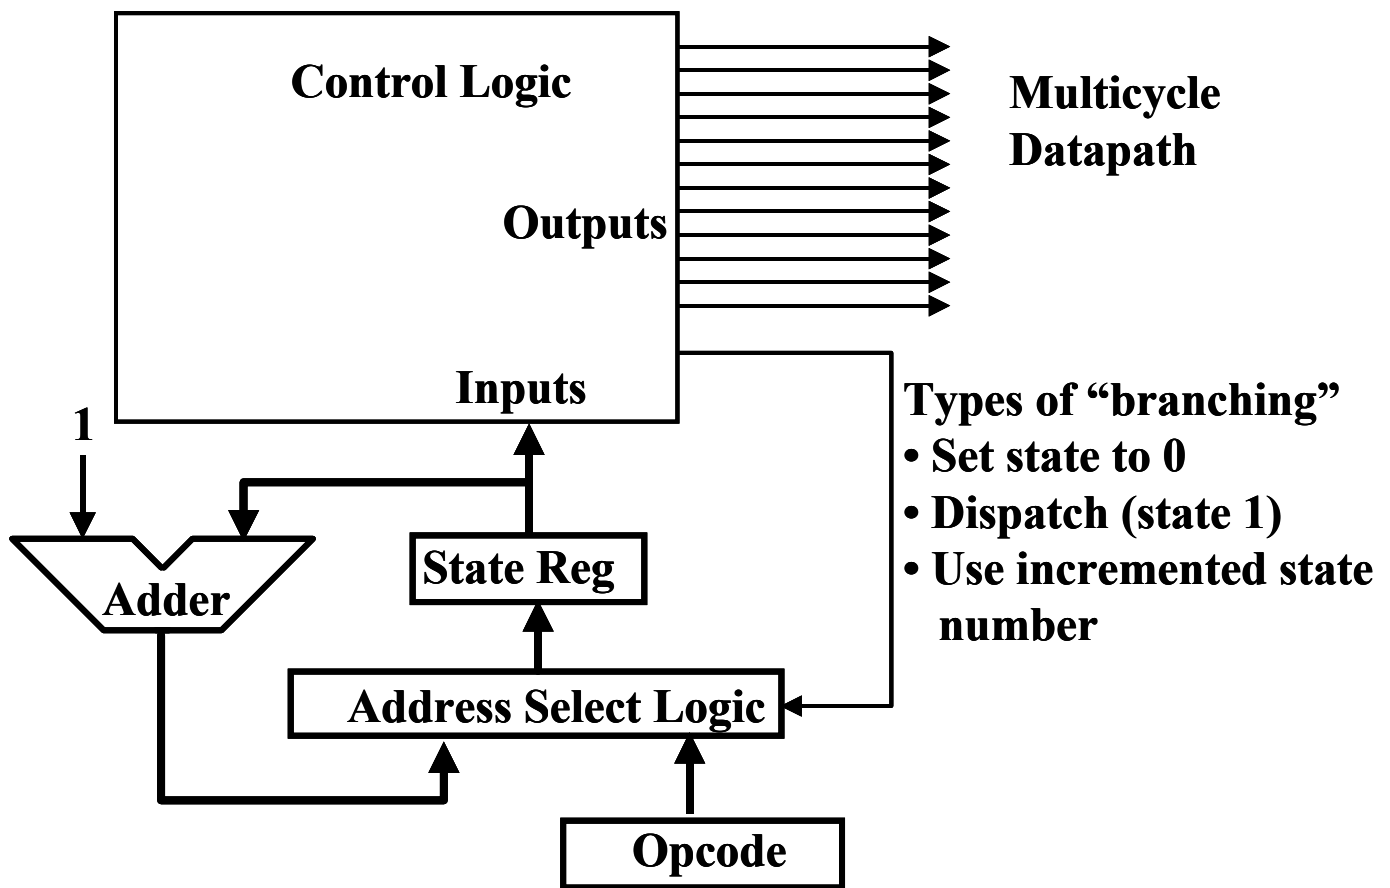 Control Logic
Multicycle
Datapath
Outputs
Inputs
1
Types of “branching”
• Set state to 0
• Dispatch (state 1)
• Use incremented state
number
State Reg
Adder
Address Select Logic
Opcode